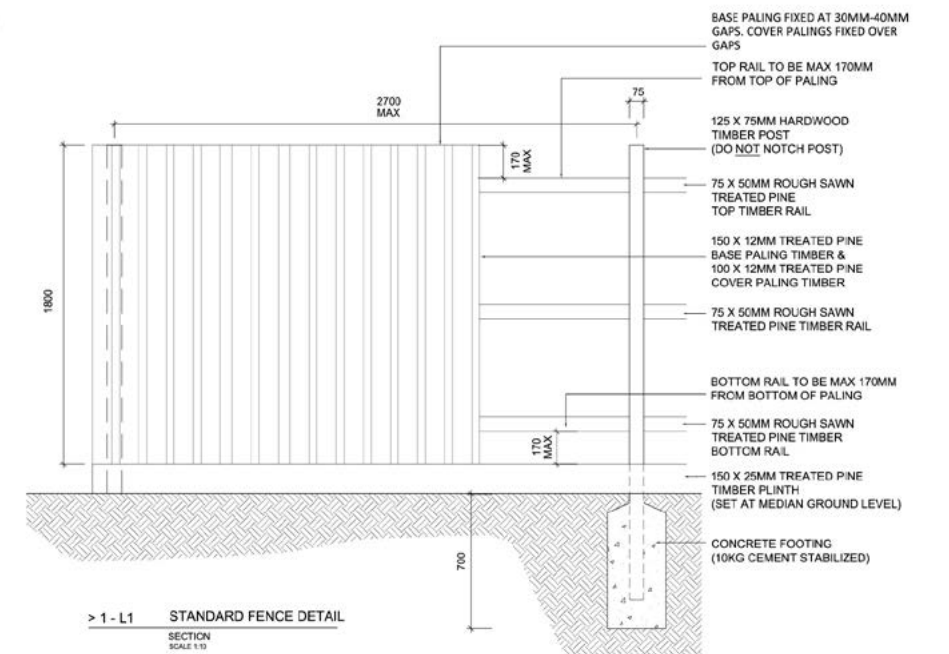 BASE PALING FIXED AT 30MM-40MM
GAPS. COVER PALINGS FIXED OVER
GAPS
TOP RAIL TO BE MAX 170MM
FROM TOP OF PALING
75
2700
MAX
125 X 75MM HARDWOOD
TIMBER POST
(DO NOT NOTCH POST)
170
MAX
75 X 50MM ROUGH SAWN
TREATED PINE
TOP TIMBER RAIL
150 X 12MM TREATED PINE
BASE PALING TIMBER &
100 X 12MM TREATED PINE
COVER PALING TIMBER
1800
75 X 50MM ROUGH SAWN
TREATED PINE TIMBER RAIL
BOTTOM RAIL TO BE MAX 170MM
FROM BOTTOM OF PALING
75 X 50MM ROUGH SAWN
TREATED PINE TIMBER
BOTTOM RAIL
170
MAX
150 X 25MM TREATED PINE
TIMBER PLINTH
(SET AT MEDIAN GROUND LEVEL)
CONCRETE FOOTING
(10KG CEMENT STABILIZED)
700
> 1 - L1 STANDARD FENCE DETAIL
SECTION
SCALE 1:10